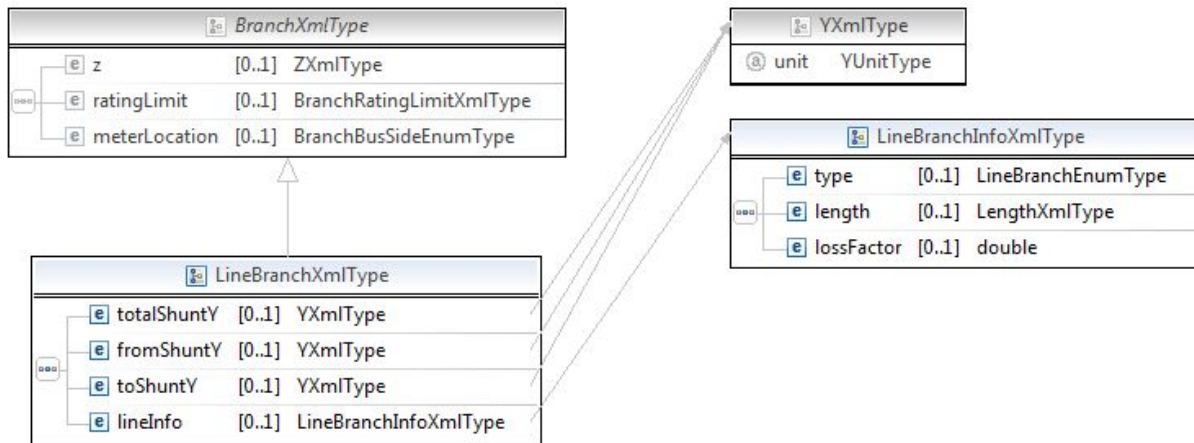 BranchXmlType
e z [0..1] ZXmlType
e ratingLimit [0..1] BranchRatingLimitXmlType
e meterLocation [0..1] BranchBusSideEnumType
YXmlType
a unit YUnitType
LineBranchInfoXmlType
e type [0..1] LineBranchEnumType
e length [0..1] LengthXmlType
e lossFactor [0..1] double
LineBranchXmlType
e totalShuntY [0..1] YXmlType
e fromShuntY [0..1] YXmlType
e toShuntY [0..1] YXmlType
e lineInfo [0..1] LineBranchInfoXmlType